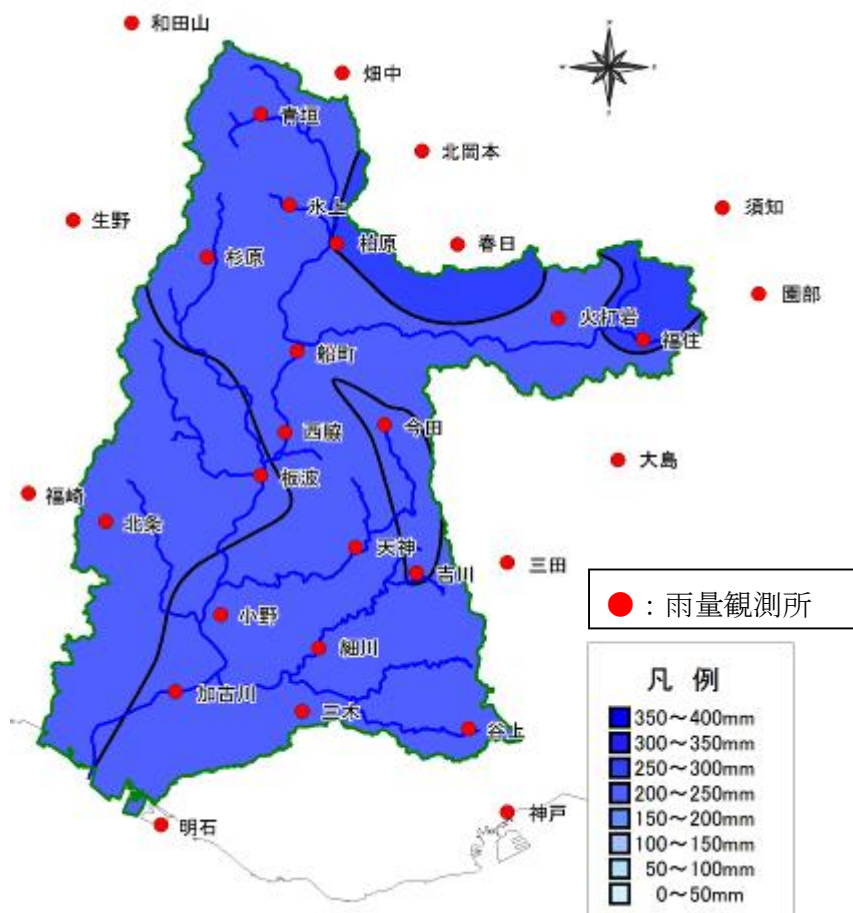 和田山
畑中
青垣
北岡本
氷上
須知
生野
柏原
春日
杉原
園部
火打岩
福住
船町
今田
西脇
大島
板波
福崎
北条
天神
三田
吉川
●：雨量観測所
小野
細川
凡 例
加古川
三木
350～400mm
谷上
300～350mm
250～300mm
200～250mm
150～200mm
神戸
明石
100～150mm
50～100mm
0～50mm